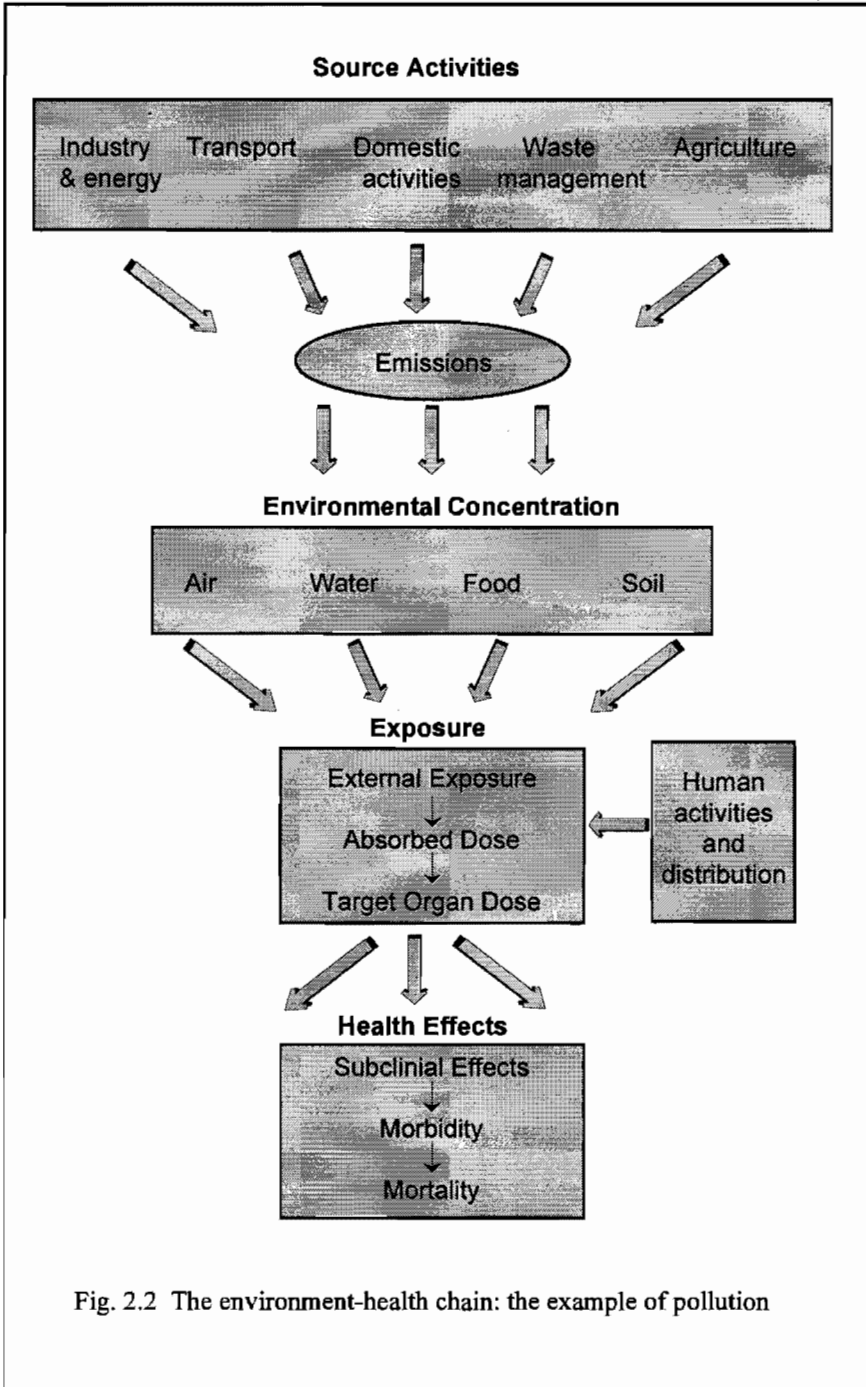 Source Activities
Industry Transport Domestic Waste Agriculture
& energy activities management
Emissions
Environmental Concentration
Air Water Food Soil
Exposure
External Exposure
Absorbed Dose
Target Organ Dose
Human
activities
and
distribution
Health Effects
Subclinial Effects
Morbidity
Mortality
Fig. 2.2 The environment-health chain: the example of pollution